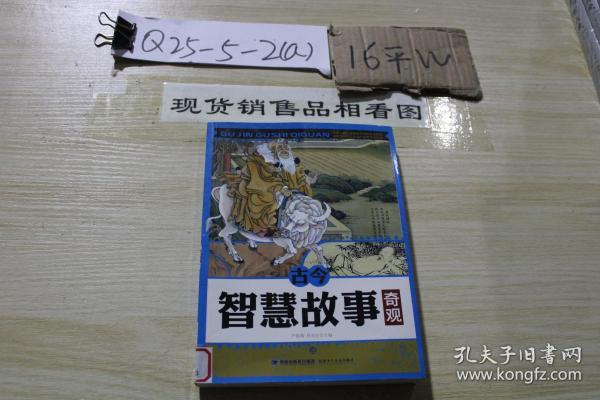 Q25-5-2(a)
16平W
现货销售品相看图
GU JIN GUSHI QIGUAN
古今
智慧故事
奇观
孔夫子旧书网
www.kongfz.com